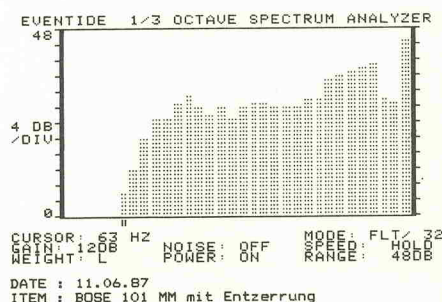 EVENTIDE 1/3 OCTAVE SPECTRUM ANALYZER
48
4 DB
/DIV
0
CURSOR: 63 HZ MODE: FLT/ 32
GAIN: 12DB NOISE: OFF SPEED: HOLD
WEIGHT: L POWER: ON RANGE: 48DB
DATE : 11.06.87
ITEM : BOSE 101 MM mit Entzerrung